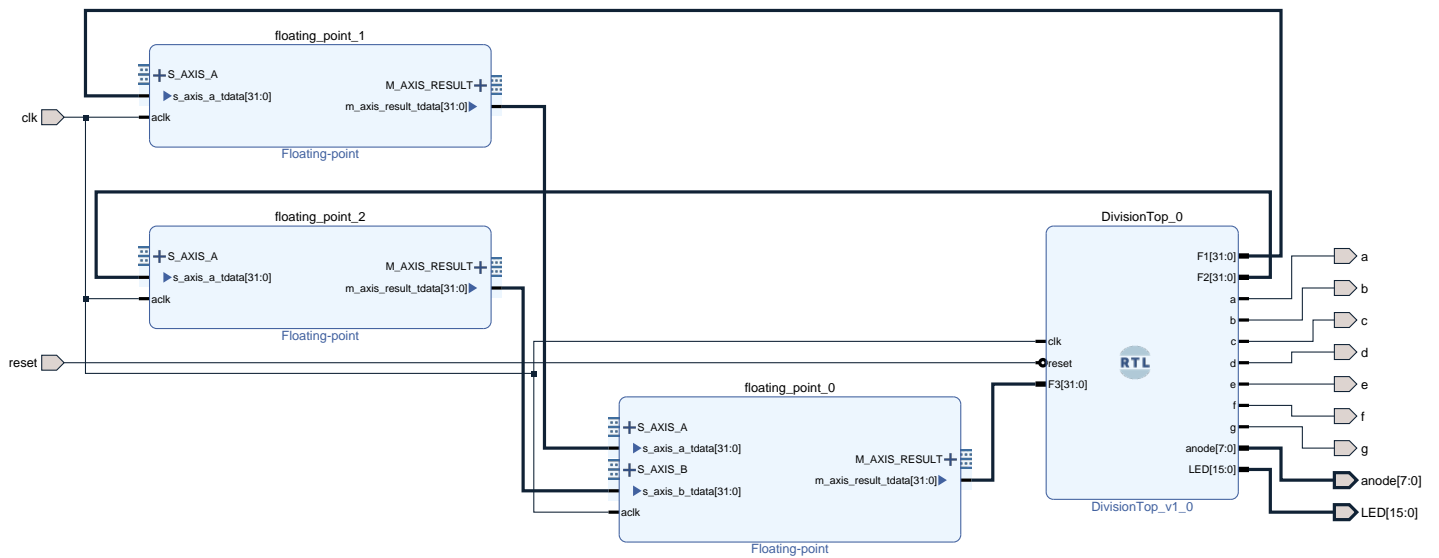 floating_point_1
S_AXIS_A
M_AXIS_RESULT
s_axis_a_tdata[31:0]
m_axis_result_tdata[31:0]
aclk
Floating-point
clk
floating_point_2
S_AXIS_A
M_AXIS_RESULT
s_axis_a_tdata[31:0]
m_axis_result_tdata[31:0]
aclk
Floating-point
reset
floating_point_0
S_AXIS_A
s_axis_a_tdata[31:0]
S_AXIS_B
s_axis_b_tdata[31:0]
aclk
M_AXIS_RESULT
m_axis_result_tdata[31:0]
Floating-point
DivisionTop_0
clk
reset
F3[31:0]
RTL
F1[31:0]
F2[31:0]
a
b
c
d
e
f
g
anode[7:0]
LED[15:0]
DivisionTop_v1_0
a
b
c
d
e
f
g
anode[7:0]
LED[15:0]